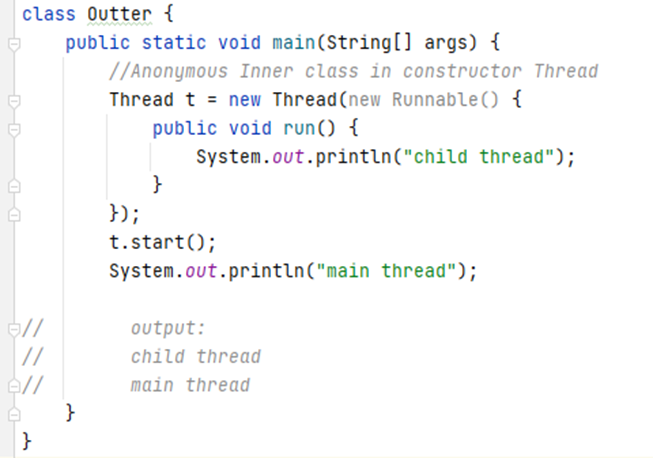 class Outter {
    public static void main(String[] args) {
        //Anonymous Inner class in constructor Thread
        Thread t = new Thread(new Runnable() {
            public void run() {
                System.out.println("child thread");
            }
        });
        t.start();
        System.out.println("main thread");

//        output:
//        child thread
//        main thread
    }
}